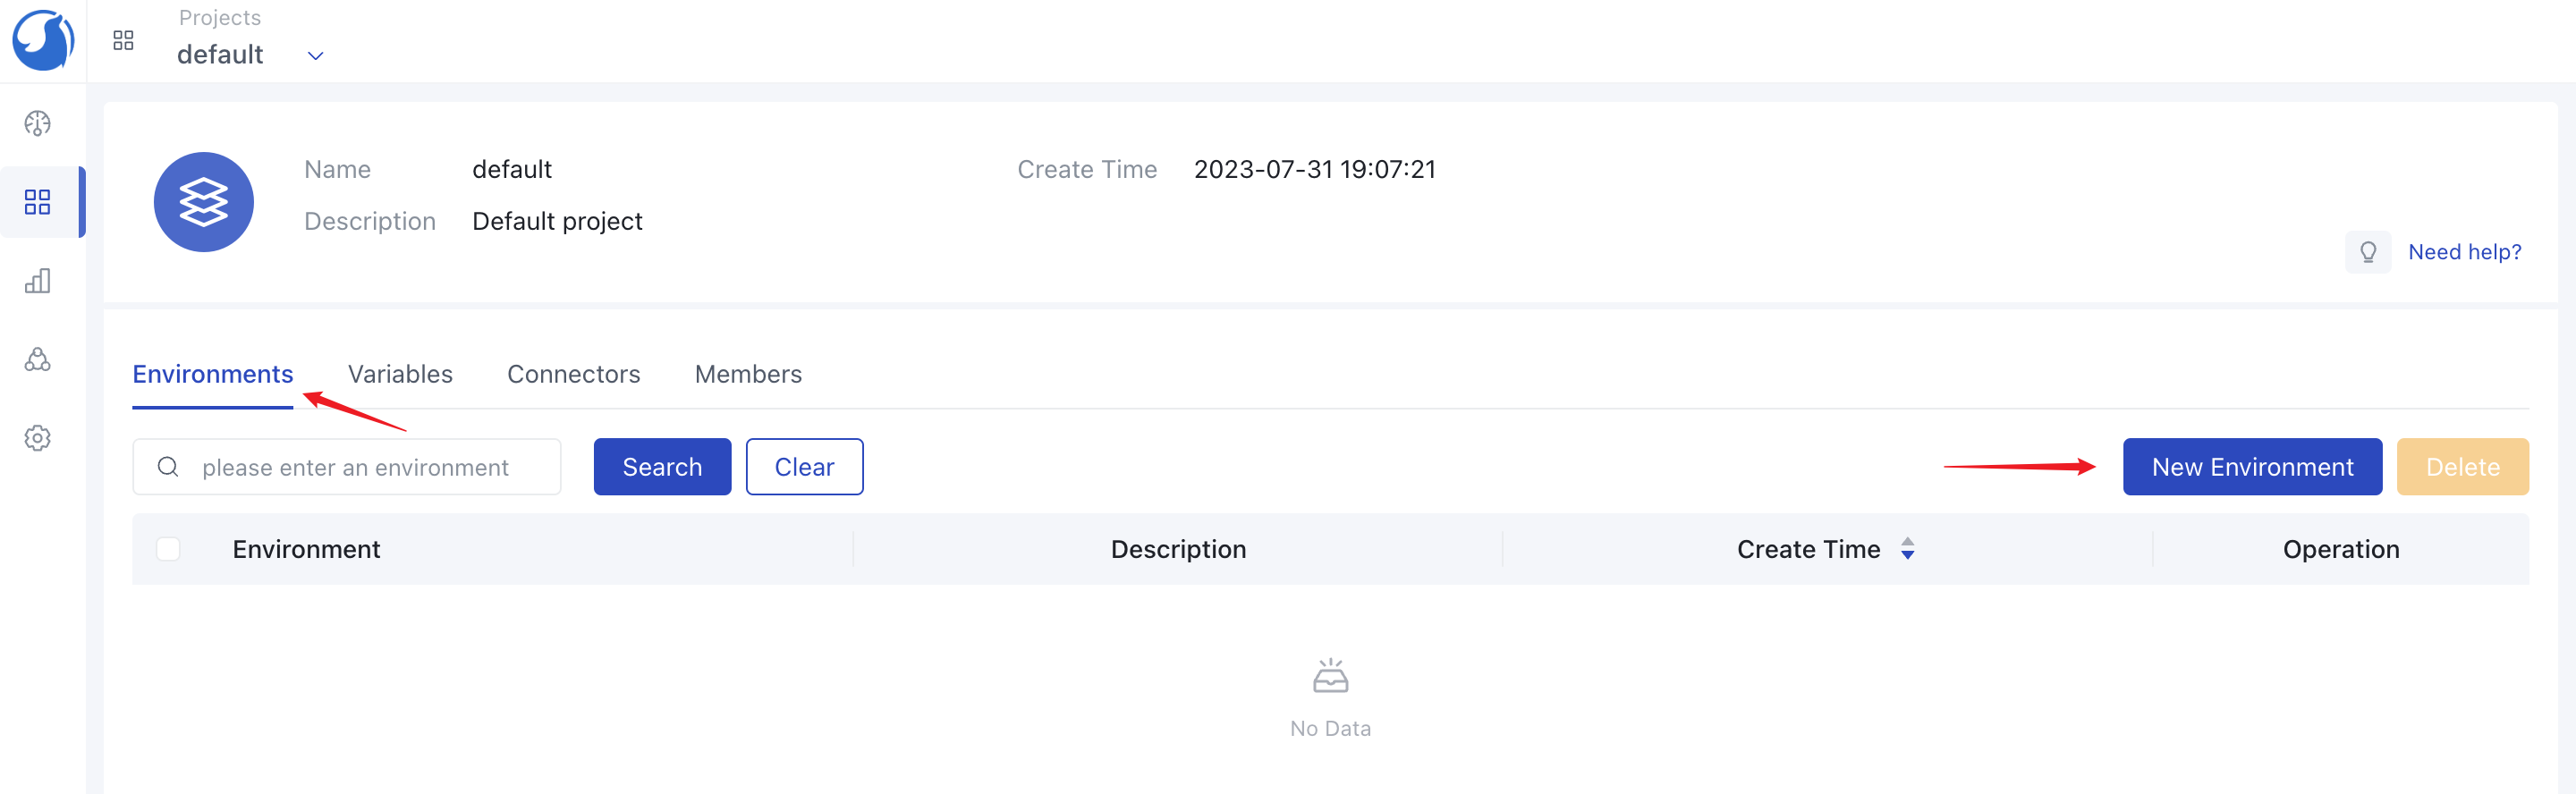 Projects
default
Name default Create Time 2023-07-31 19:07:21
Description Default project
Need help?
Environments Variables Connectors Members
please enter an environment Search Clear New Environment Delete
Environment Description Create Time Operation
No Data